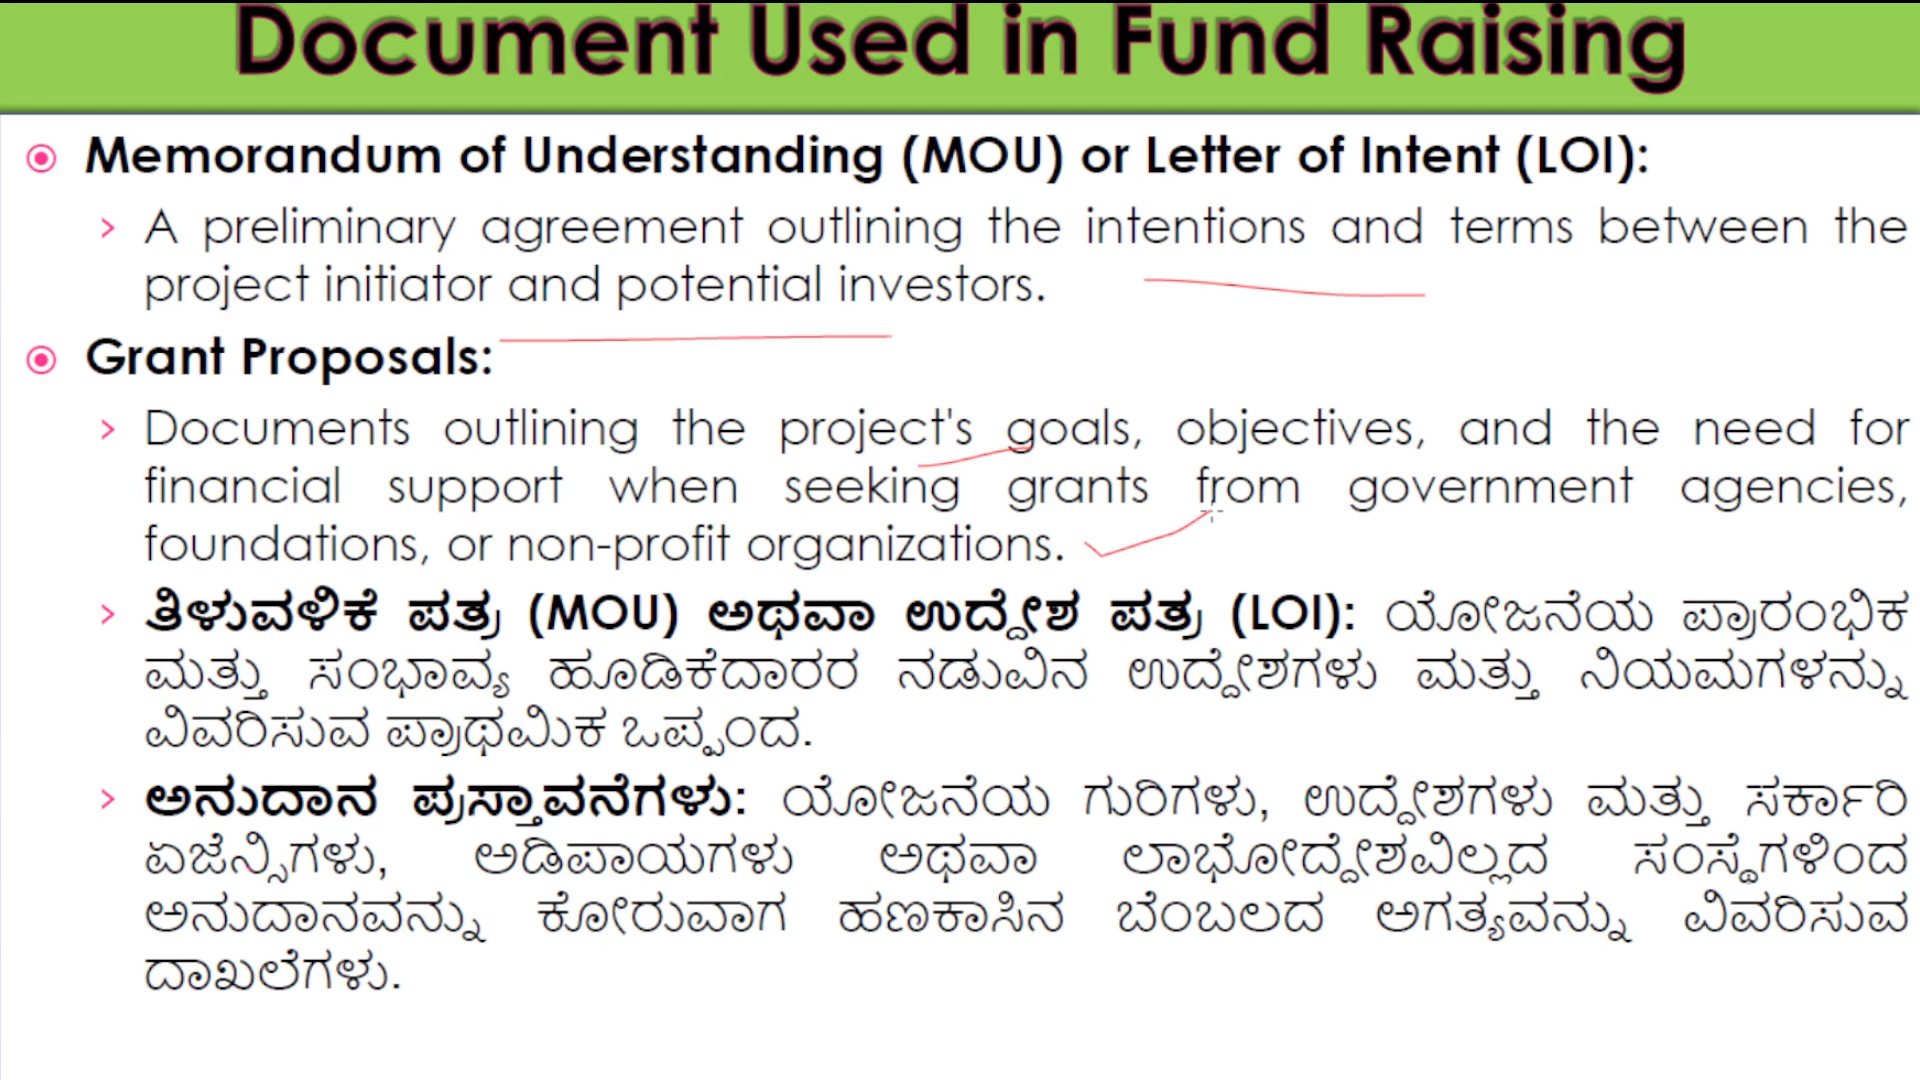 Document Used in Fund Raising
Memorandum of Understanding (MOU) or Letter of Intent (LOI):
A preliminary agreement outlining the intentions and terms between the
project initiator and potential investors.
Grant Proposals:
Documents outlining the project's goals, objectives, and the need for
financial support when seeking grants from government agencies,
foundations, or non-profit organizations.
ತಿಳುವಳಿಕೆ ಪತ್ರ (MOU) ಅಥವಾ ಉದ್ದೇಶ ಪತ್ರ (LOI): ಯೋಜನೆಯ ಪ್ರಾರಂಭಿಕ
ಮತ್ತು ಸಂಭಾವ್ಯ ಹೂಡಿಕೆದಾರರ ನಡುವಿನ ಉದ್ದೇಶಗಳು ಮತ್ತು ನಿಯಮಗಳನ್ನು
ವಿವರಿಸುವ ಪ್ರಾಥಮಿಕ ಒಪ್ಪಂದ.
ಅನುದಾನ ಪ್ರಸ್ತಾವನೆಗಳು: ಯೋಜನೆಯ ಗುರಿಗಳು, ಉದ್ದೇಶಗಳು ಮತ್ತು ಸರ್ಕಾರಿ
ಏಜೆನ್ಸಿಗಳು, ಅಡಿಪಾಯಗಳು ಅಥವಾ ಲಾಭೋದ್ದೇಶವಿಲ್ಲದ ಸಂಸ್ಥೆಗಳಿಂದ
ಅನುದಾನವನ್ನು ಕೋರುವಾಗ ಹಣಕಾಸಿನ ಬೆಂಬಲದ ಅಗತ್ಯವನ್ನು ವಿವರಿಸುವ
ದಾಖಲೆಗಳು.